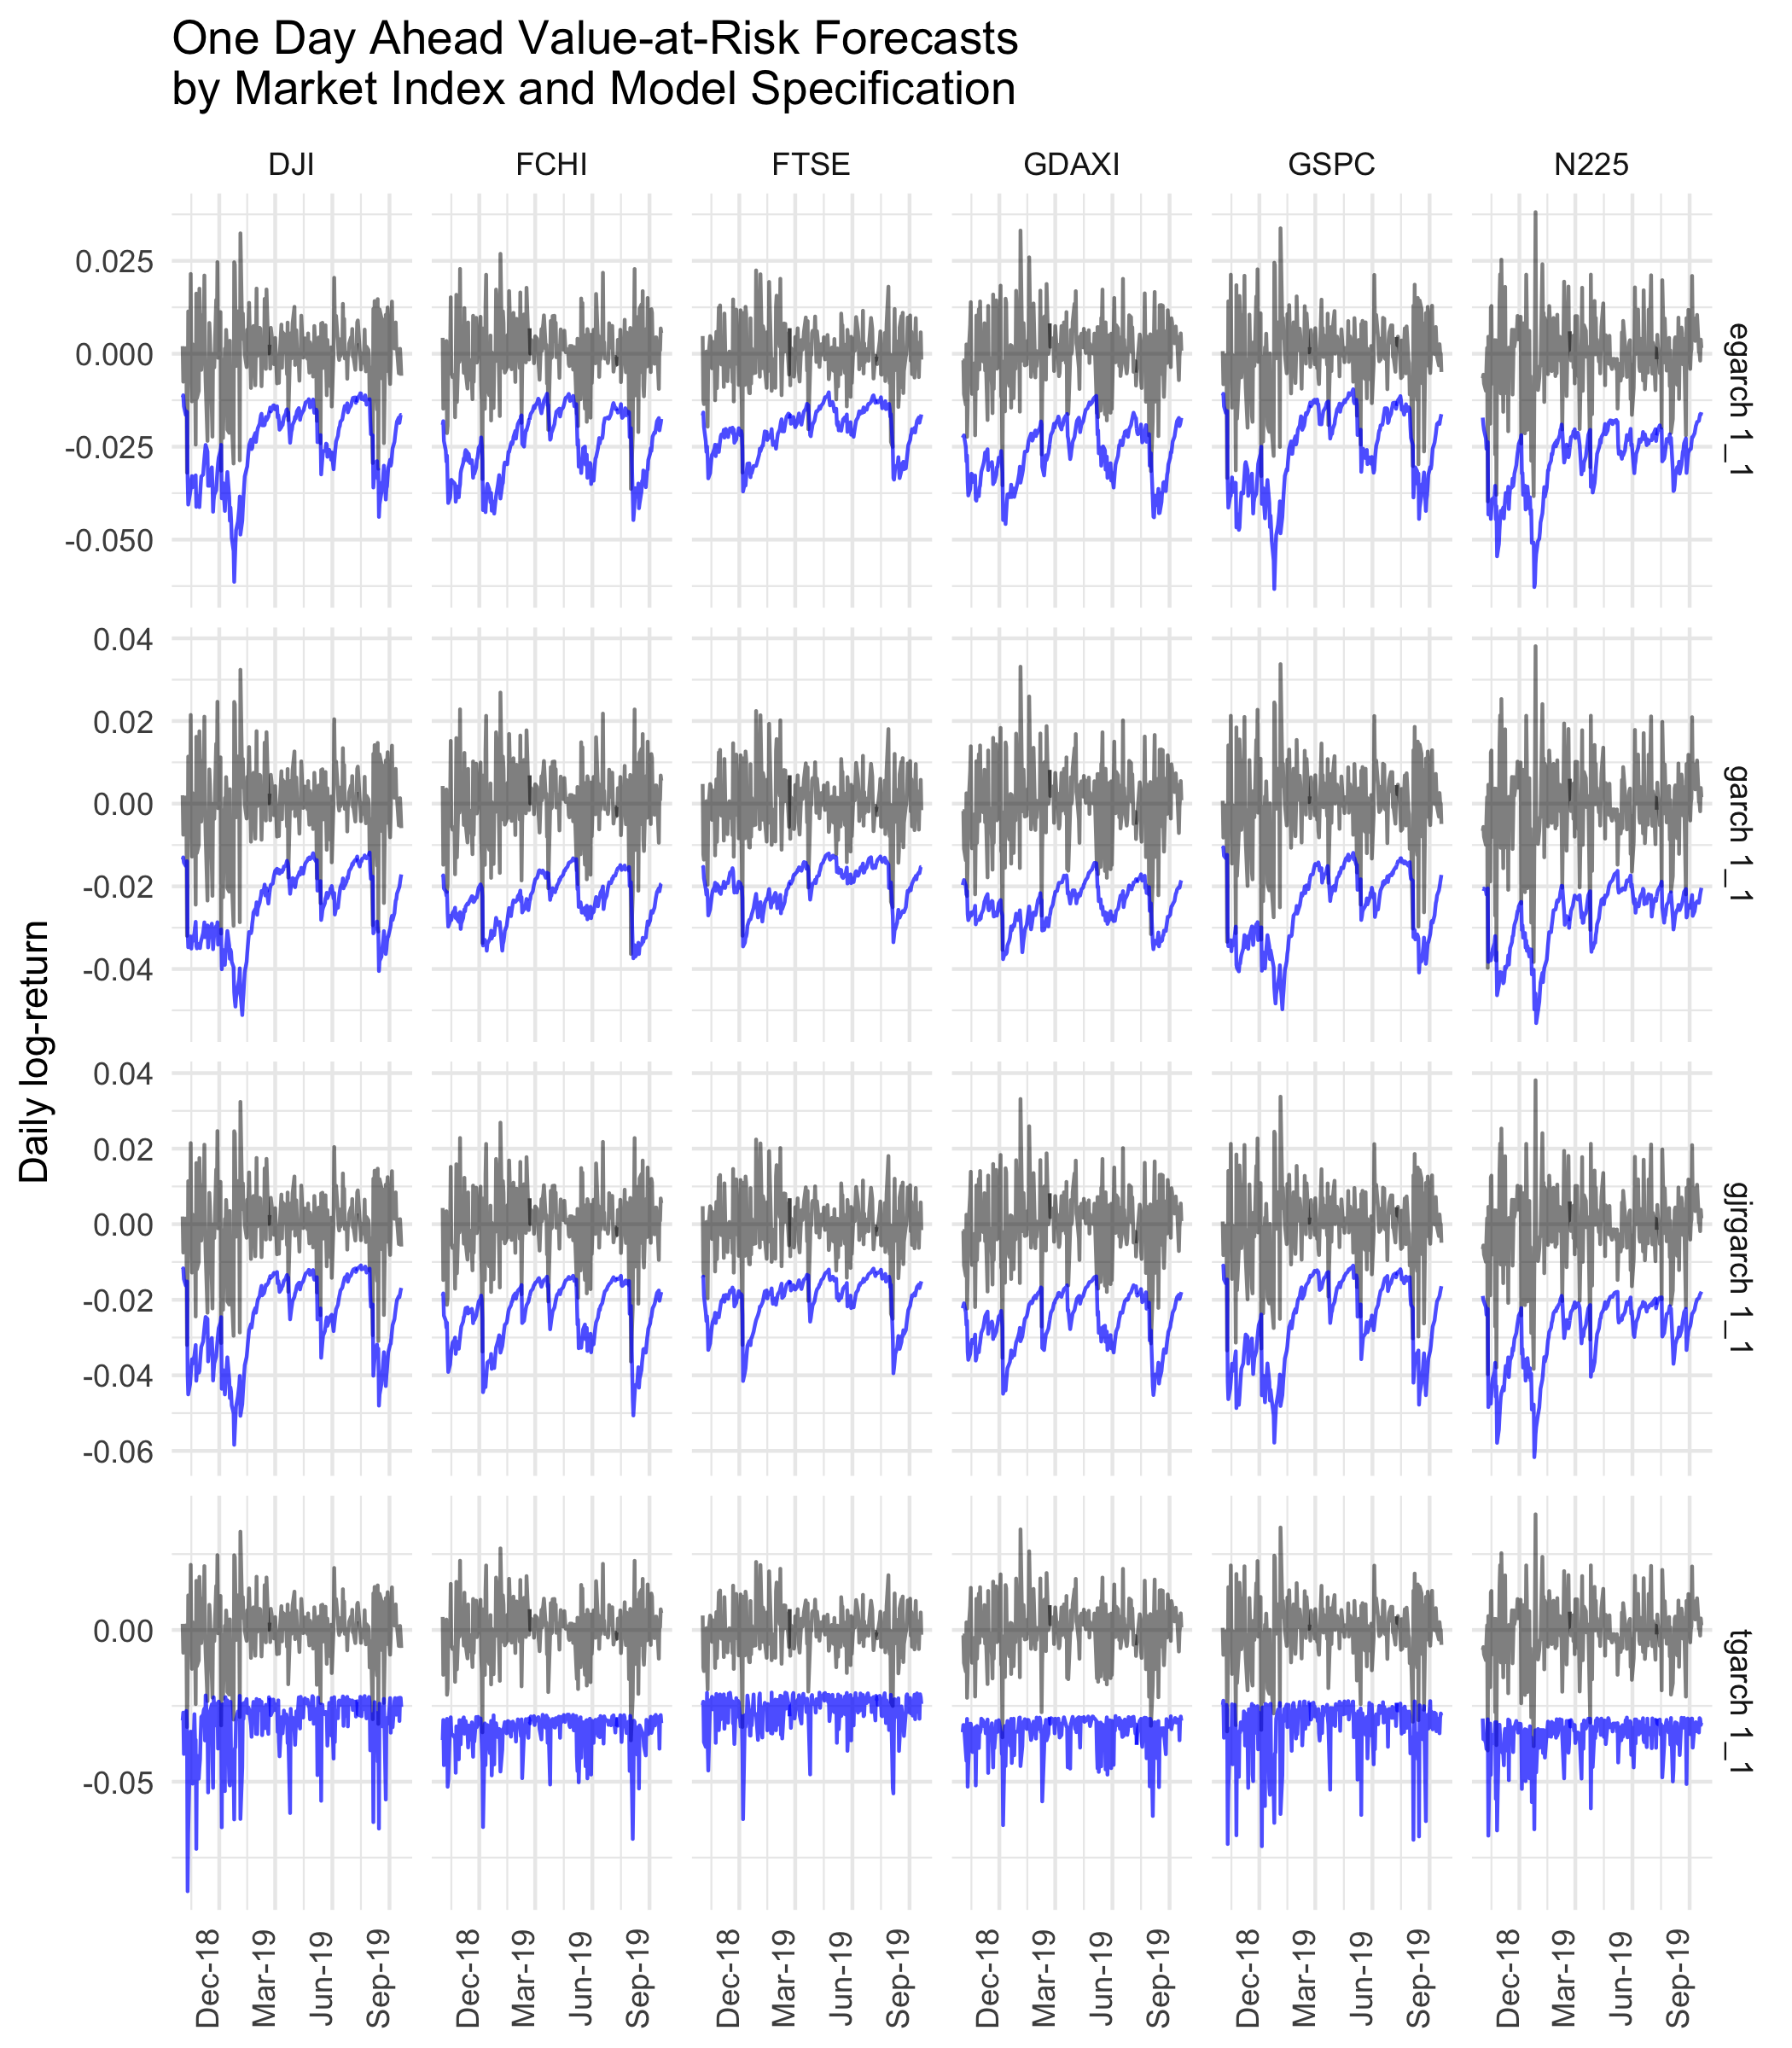 One Day Ahead Value-at-Risk Forecasts
by Market Index and Model Specification
DJI FCHI FTSE GDAXI GSPC N225
0.025
0.000
-0.025
-0.050
egarch 1_1
0.04
0.02
0.00
-0.02
-0.04
garch 1_1
0.04
0.02
0.00
-0.02
-0.04
-0.06
gjrgarch 1_1
0.00
-0.05
tgarch 1_1
Daily log-return
Dec-18 Mar-19 Jun-19 Sep-19 Dec-18 Mar-19 Jun-19 Sep-19 Dec-18 Mar-19 Jun-19 Sep-19 Dec-18 Mar-19 Jun-19 Sep-19 Dec-18 Mar-19 Jun-19 Sep-19 Dec-18 Mar-19 Jun-19 Sep-19